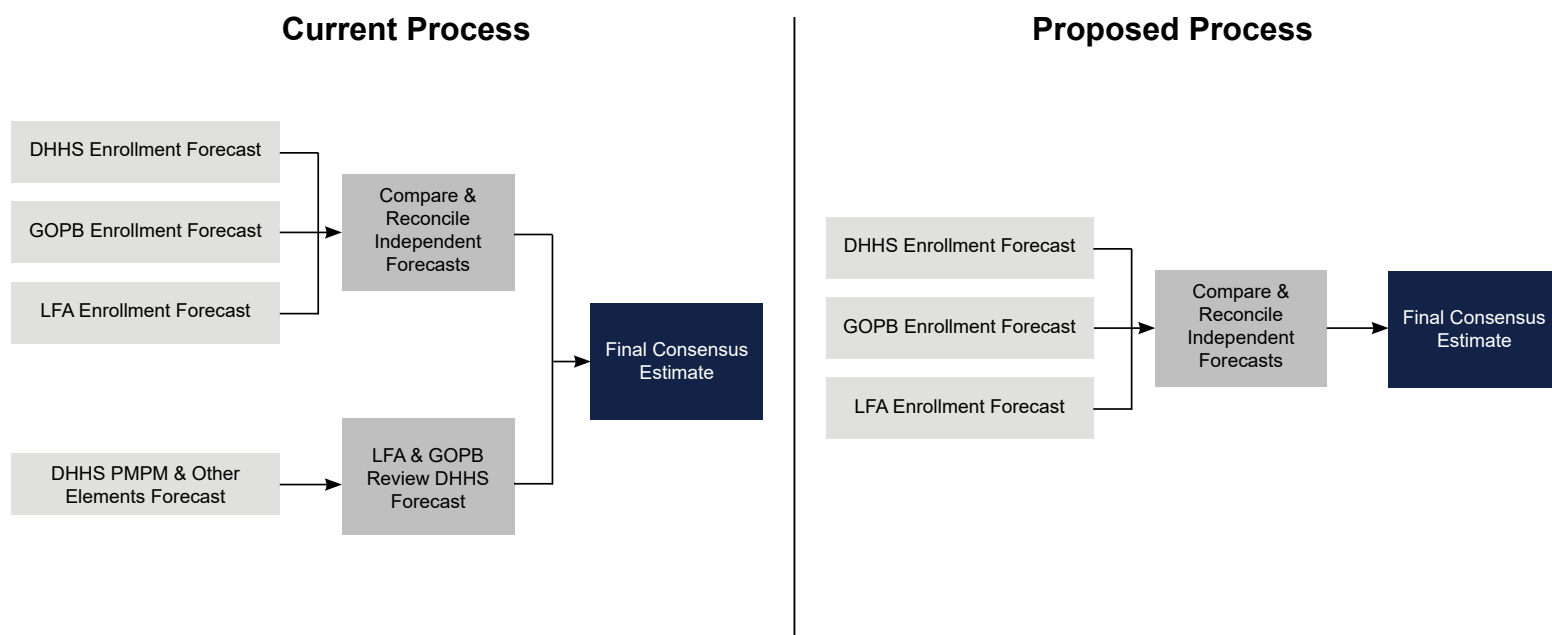 Current Process
DHHS Enrollment Forecast
GOPB Enrollment Forecast
LFA Enrollment Forecast
Compare &
Reconcile
Independent
Forecasts
DHHS PMPM & Other
Elements Forecast
LFA & GOPB
Review DHHS
Forecast
Final Consensus
Estimate
Proposed Process
DHHS Enrollment Forecast
GOPB Enrollment Forecast
LFA Enrollment Forecast
Compare &
Reconcile
Independent
Forecasts
Final Consensus
Estimate